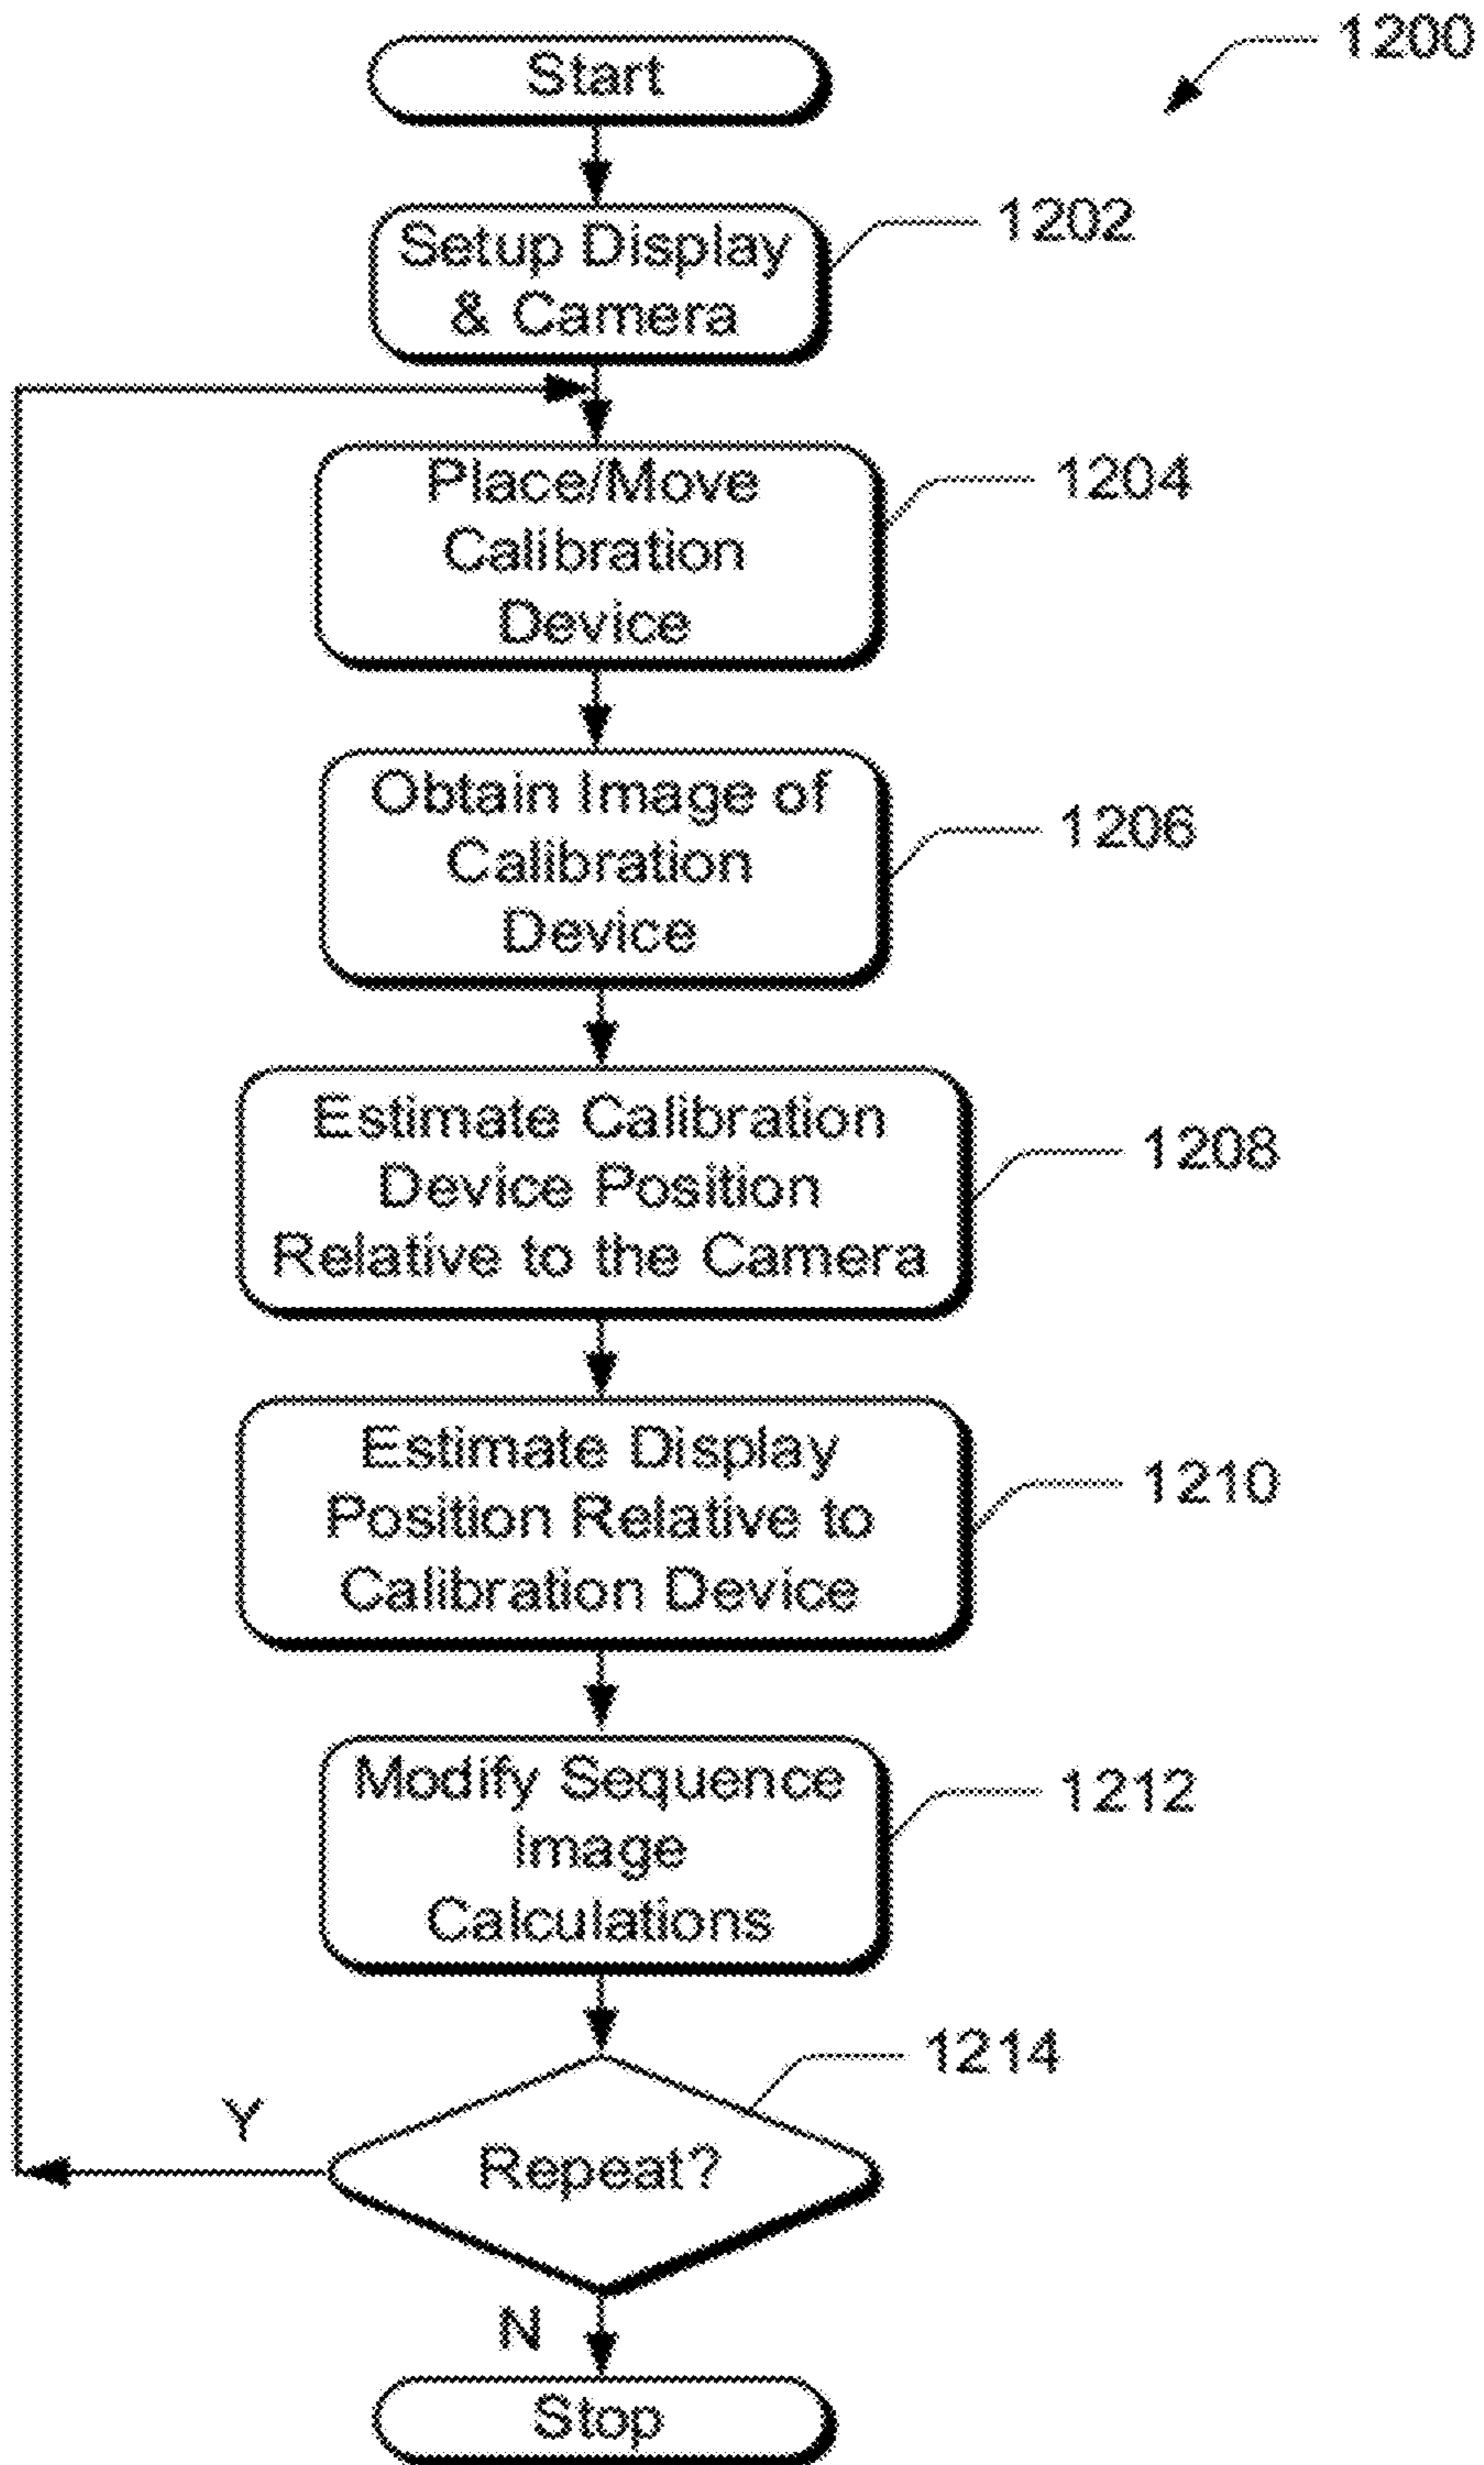 1200
Start
Setup Display
& Camera
1202
Place/Move
Calibration
Device
1204
Obtain Image of
Calibration
Device
1206
Estimate Calibration
Device Position
Relative to the Camera
1208
Estimate Display
Position Relative to
Calibration Device
1210
Modify Sequence
Image
Calculations
1212
1214
Y
Repeat?
N
Stop